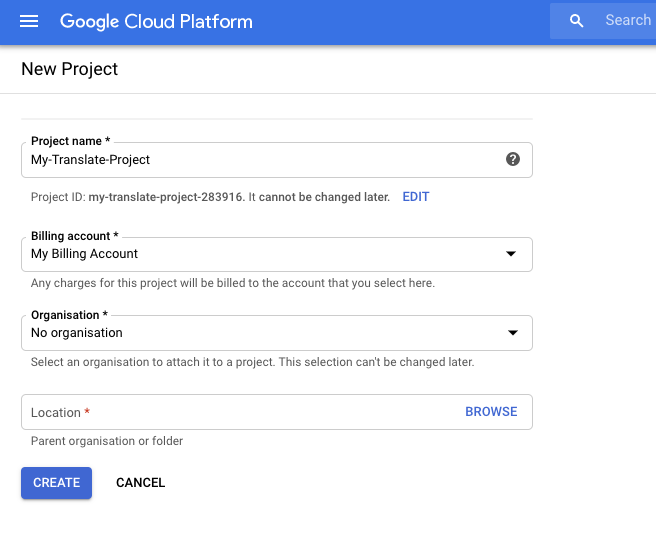 Google Cloud Platform
Search
New Project
Project name *
My-Translate-Project
Project ID: my-translate-project-283916. It cannot be changed later. EDIT
Billing account *
My Billing Account
Any charges for this project will be billed to the account that you select here.
Organisation *
No organisation
Select an organisation to attach it to a project. This selection can't be changed later.
Location * BROWSE
Parent organisation or folder
CREATE CANCEL